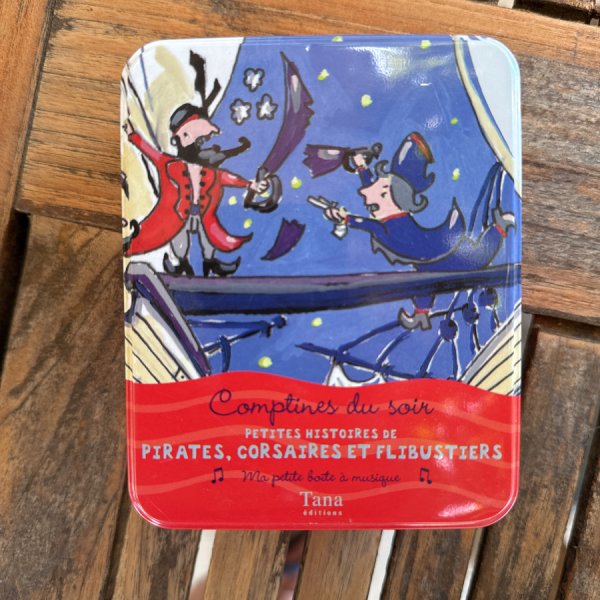 Comptines du soir
PETITES HISTOIRES DE
PIRATES, CORSAIRES ET FLIBUSTIERS
Ma petite boîte à musique
Tana
éditions